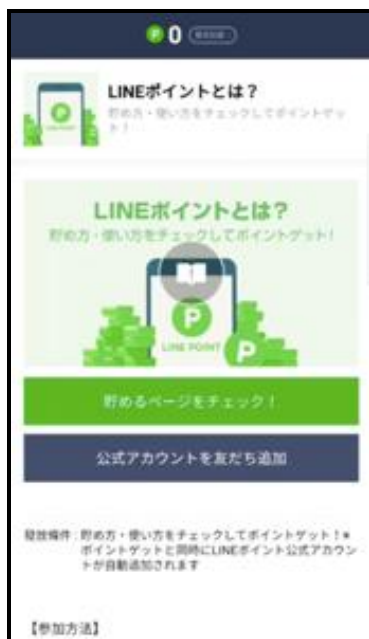 P 0
LINEポイントとは？
貯め方・使い方をチェックしてポイントゲッ
ト！
LINEポイントとは？
貯め方・使い方をチェックしてポイントゲット！
P
LINE POINT
P
貯めるページをチェック！
公式アカウントを友だち追加
貯め方・使い方をチェックしてポイントゲット！※
ポイントゲットと同時にLINEポイント公式アカウン
トが自動追加されます
【参加方法】